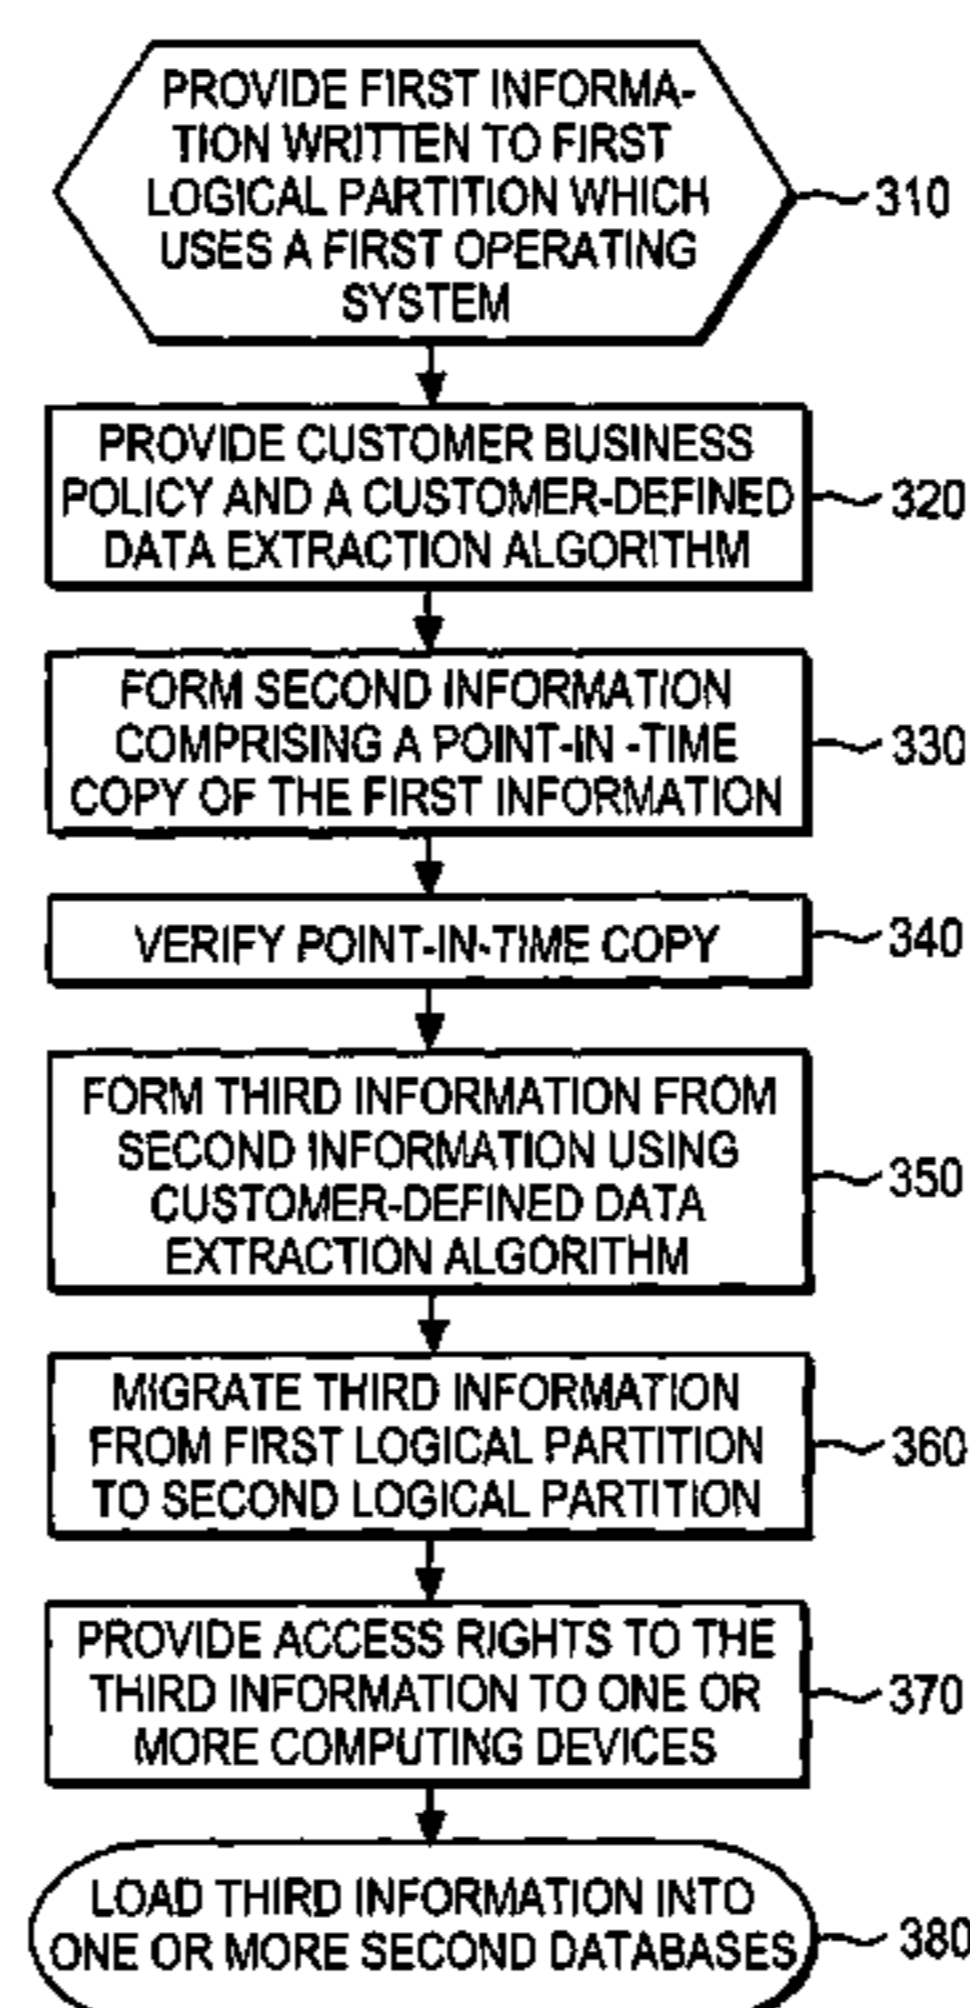 PROVIDE FIRST INFORMA-
TION WRITTEN TO FIRST
LOGICAL PARTITION WHICH
USES A FIRST OPERATING
SYSTEM
310
PROVIDE CUSTOMER BUSINESS
POLICY AND A CUSTOMER-DEFINED
DATA EXTRACTION ALGORITHM
320
FORM SECOND INFORMATION
COMPRISING A POINT-IN -TIME
COPY OF THE FIRST INFORMATION
330
VERIFY POINT-IN-TIME COPY
340
FORM THIRD INFORMATION FROM
SECOND INFORMATION USING
CUSTOMER-DEFINED DATA
EXTRACTION ALGORITHM
350
MIGRATE THIRD INFORMATION
FROM FIRST LOGICAL PARTITION
TO SECOND LOGICAL PARTITION
360
PROVIDE ACCESS RIGHTS TO THE
THIRD INFORMATION TO ONE OR
MORE COMPUTING DEVICES
370
LOAD THIRD INFORMATION INTO
ONE OR MORE SECOND DATABASES
380